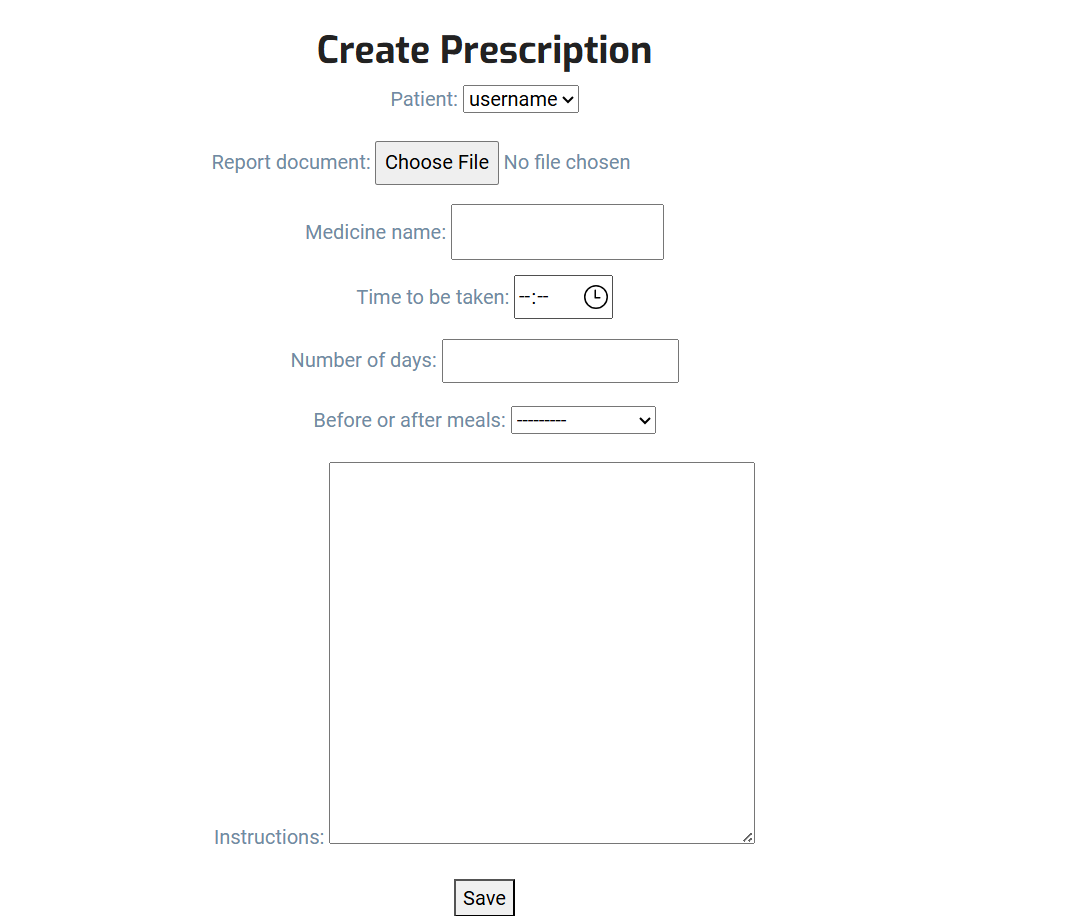 Create Prescription
Patient: username
Report document: Choose File No file chosen
Medicine name:
Time to be taken: --:--
Number of days:
Before or after meals: ---------
Instructions:
Save